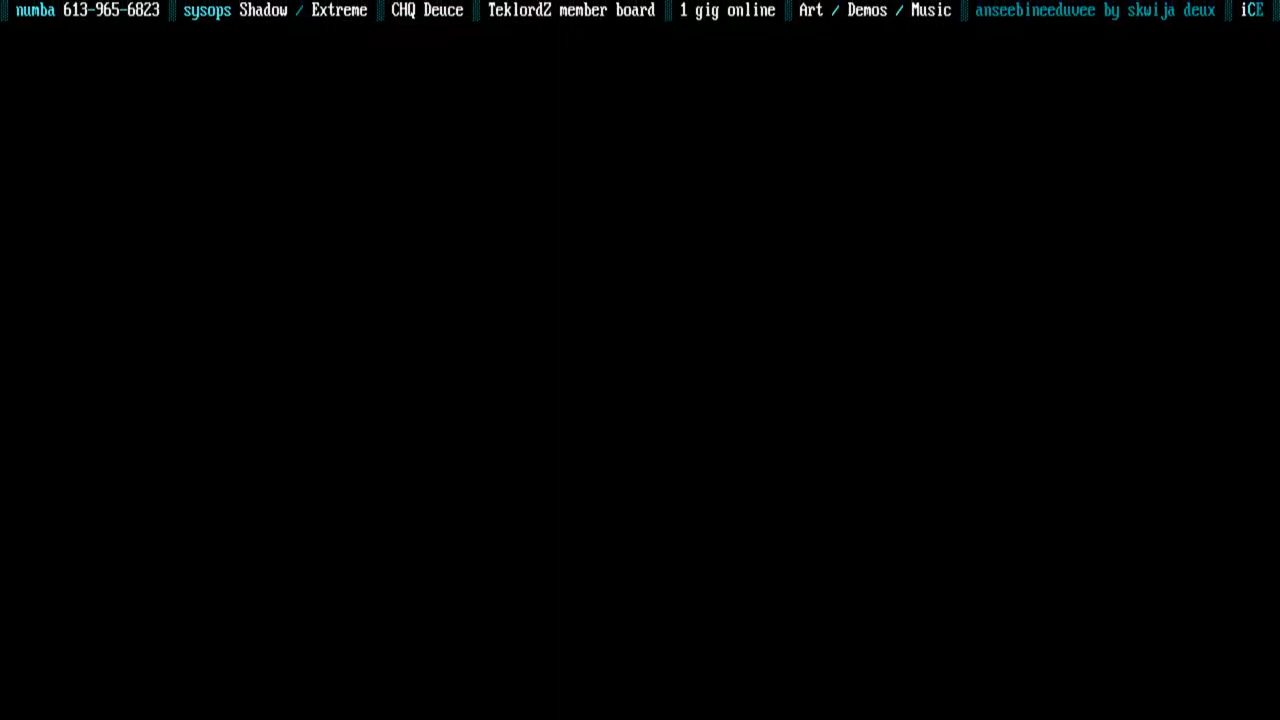 numba 613-965-6823 ░ sysops Shadow / Extreme ░ CHQ Deuce ░ TeklordZ member board ░ 1 gig online ░ Art / Demos / Music ░ anseebineeduvee by skwija deux ░ iCE